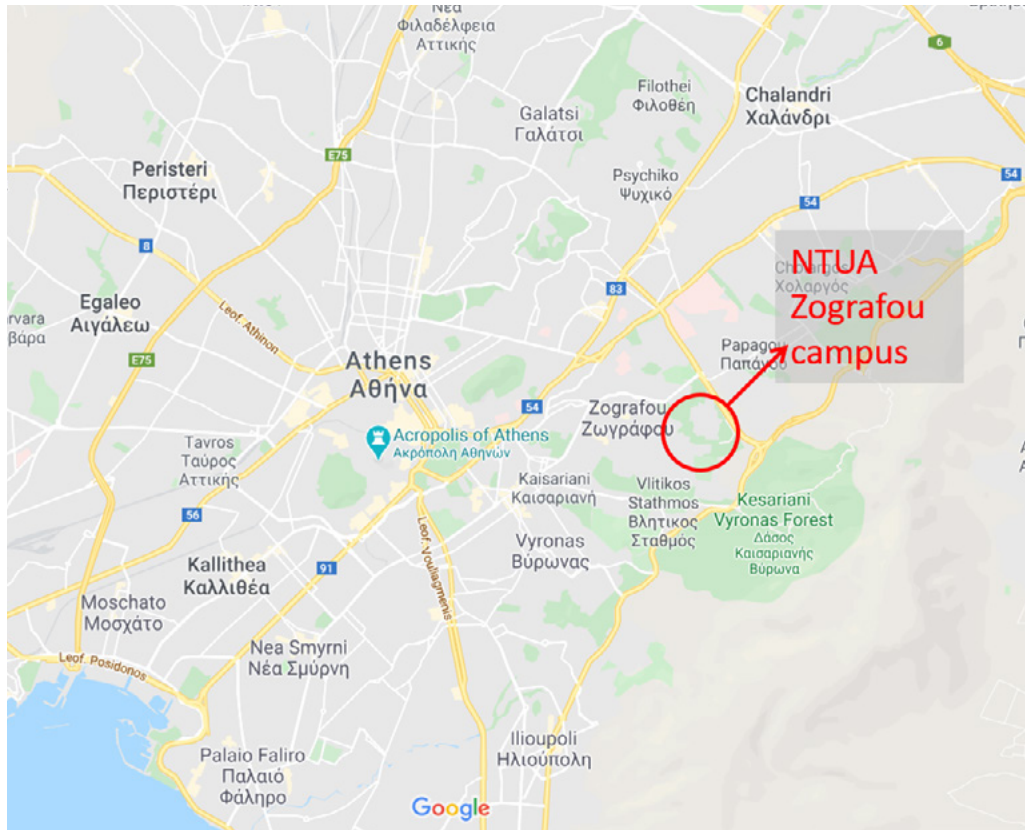 Νέα
Φιλαδέλφεια
Αττικής
6
Filothei
Φιλοθέη
Chalandri
Χαλάνδρι
Galatsi
Γαλάτσι
E75
Peristeri
Περιστέρι
Psychiko
Ψυχικό
54
54
8
NTUA
Zografou
campus
Cholargos
Χολαργός
83
Egaleo
Αιγάλεω
arvara
βάρα
Leof. Athinon
E75
Athens
Αθήνα
Papagou
Παπάγου
54
Zografou
Ζωγράφου
Acropolis of Athens
Ακρόπολη Αθηνών
Tavros
Ταύρος
Αττικής
Kaisariani
Καισαριανή
Vlitikos
Stathmos
Βλητικος
Σταθμός
Kesariani
Vyronas Forest
Δάσος
Καισαριανής
Βύρωνα
56
Vyronas
Βύρωνας
Leof. Vouliagmenis
Kallithea
Καλλιθέα
91
Moschato
Μοσχάτο
Nea Smyrni
Νέα Σμύρνη
Leof. Posidonos
Ilioupoli
Ηλιούπολη
Palaio Faliro
Παλαιό
Φάληρο
Google